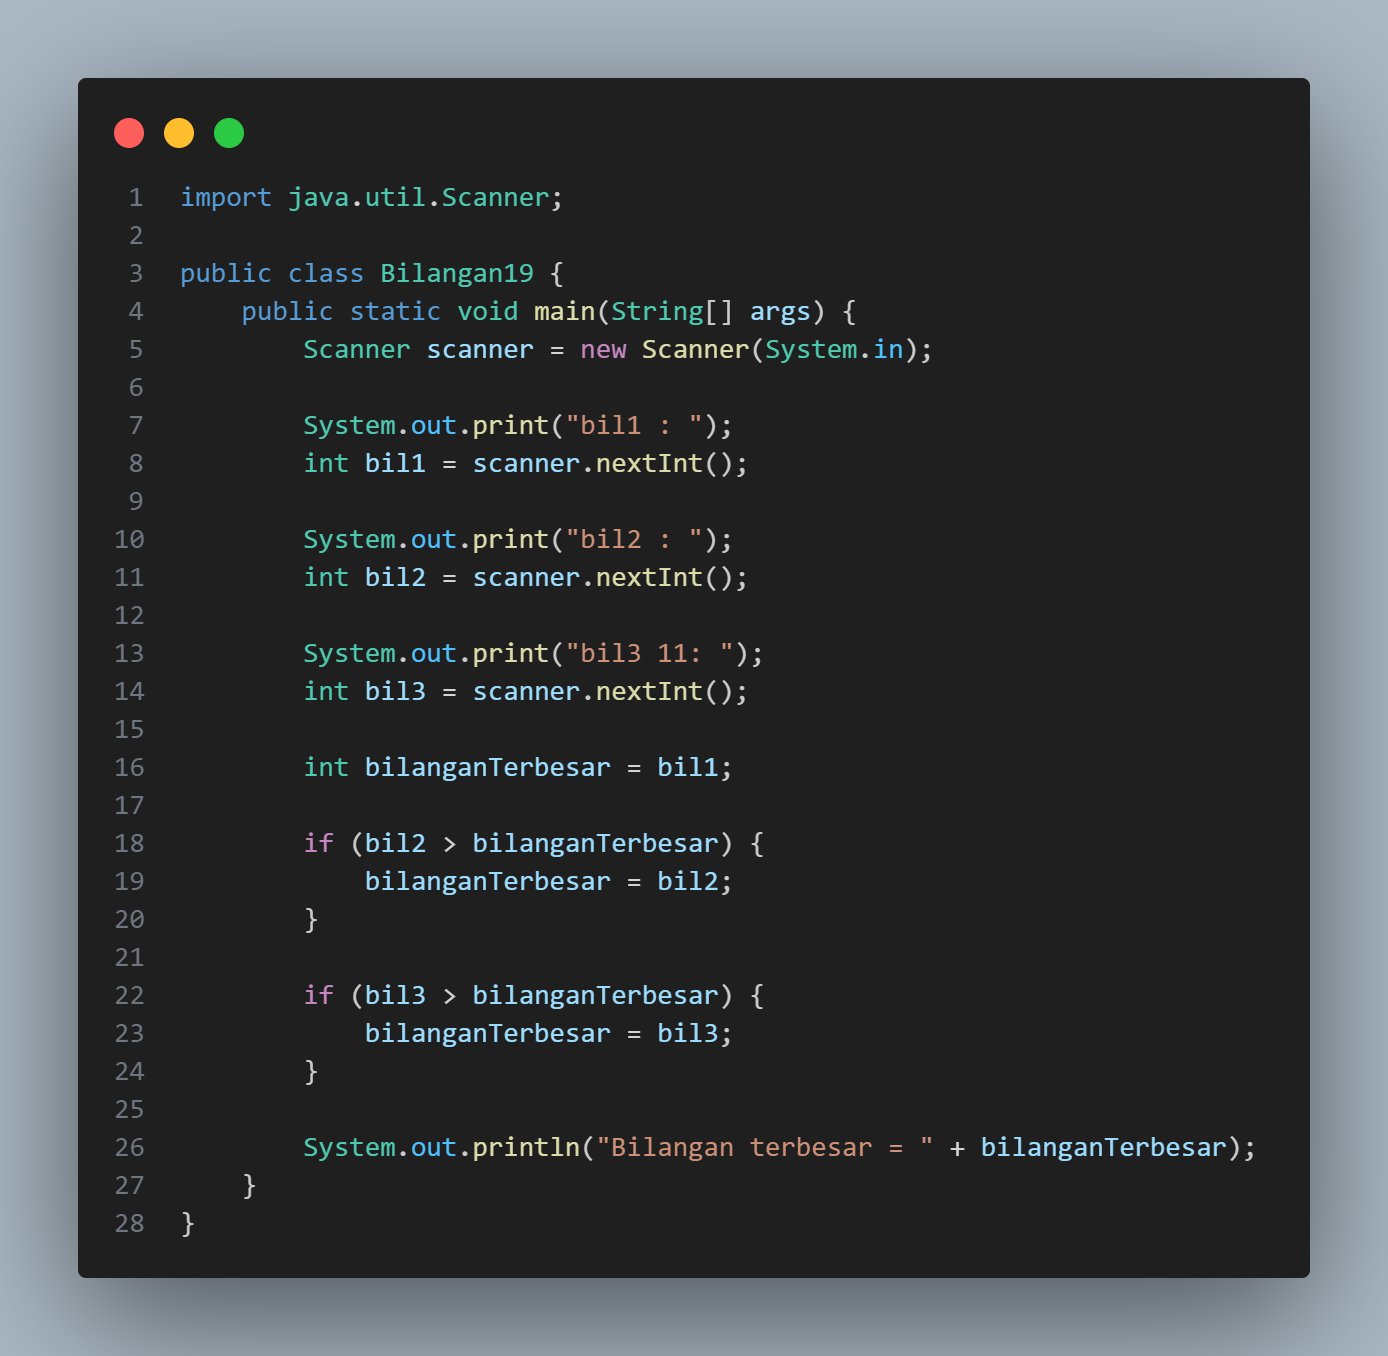 1 import java.util.Scanner;
2
3 public class Bilangan19 {
4     public static void main(String[] args) {
5         Scanner scanner = new Scanner(System.in);
6
7         System.out.print("bil1 : ");
8         int bil1 = scanner.nextInt();
9
10         System.out.print("bil2 : ");
11         int bil2 = scanner.nextInt();
12
13         System.out.print("bil3 11: ");
14         int bil3 = scanner.nextInt();
15
16         int bilanganTerbesar = bil1;
17
18         if (bil2 > bilanganTerbesar) {
19             bilanganTerbesar = bil2;
20         }
21
22         if (bil3 > bilanganTerbesar) {
23             bilanganTerbesar = bil3;
24         }
25
26         System.out.println("Bilangan terbesar = " + bilanganTerbesar);
27     }
28 }